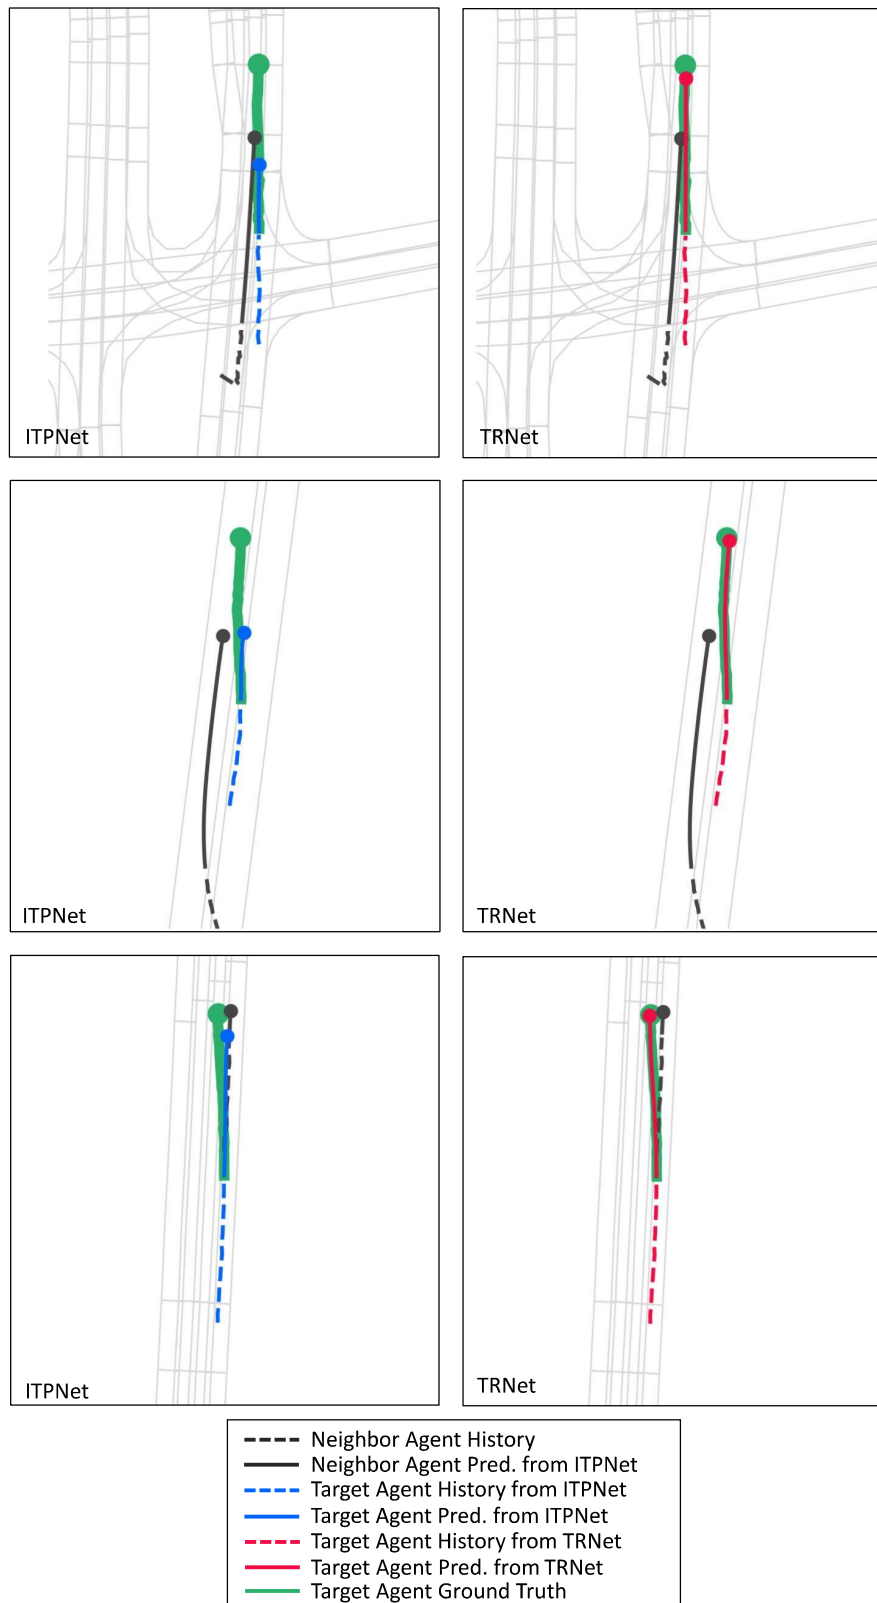 ITPNet
TRNet
ITPNet
TRNet
ITPNet
TRNet
Neighbor Agent History
Neighbor Agent Pred. from ITPNet
Target Agent History from ITPNet
Target Agent Pred. from ITPNet
Target Agent History from TRNet
Target Agent Pred. from TRNet
Target Agent Ground Truth